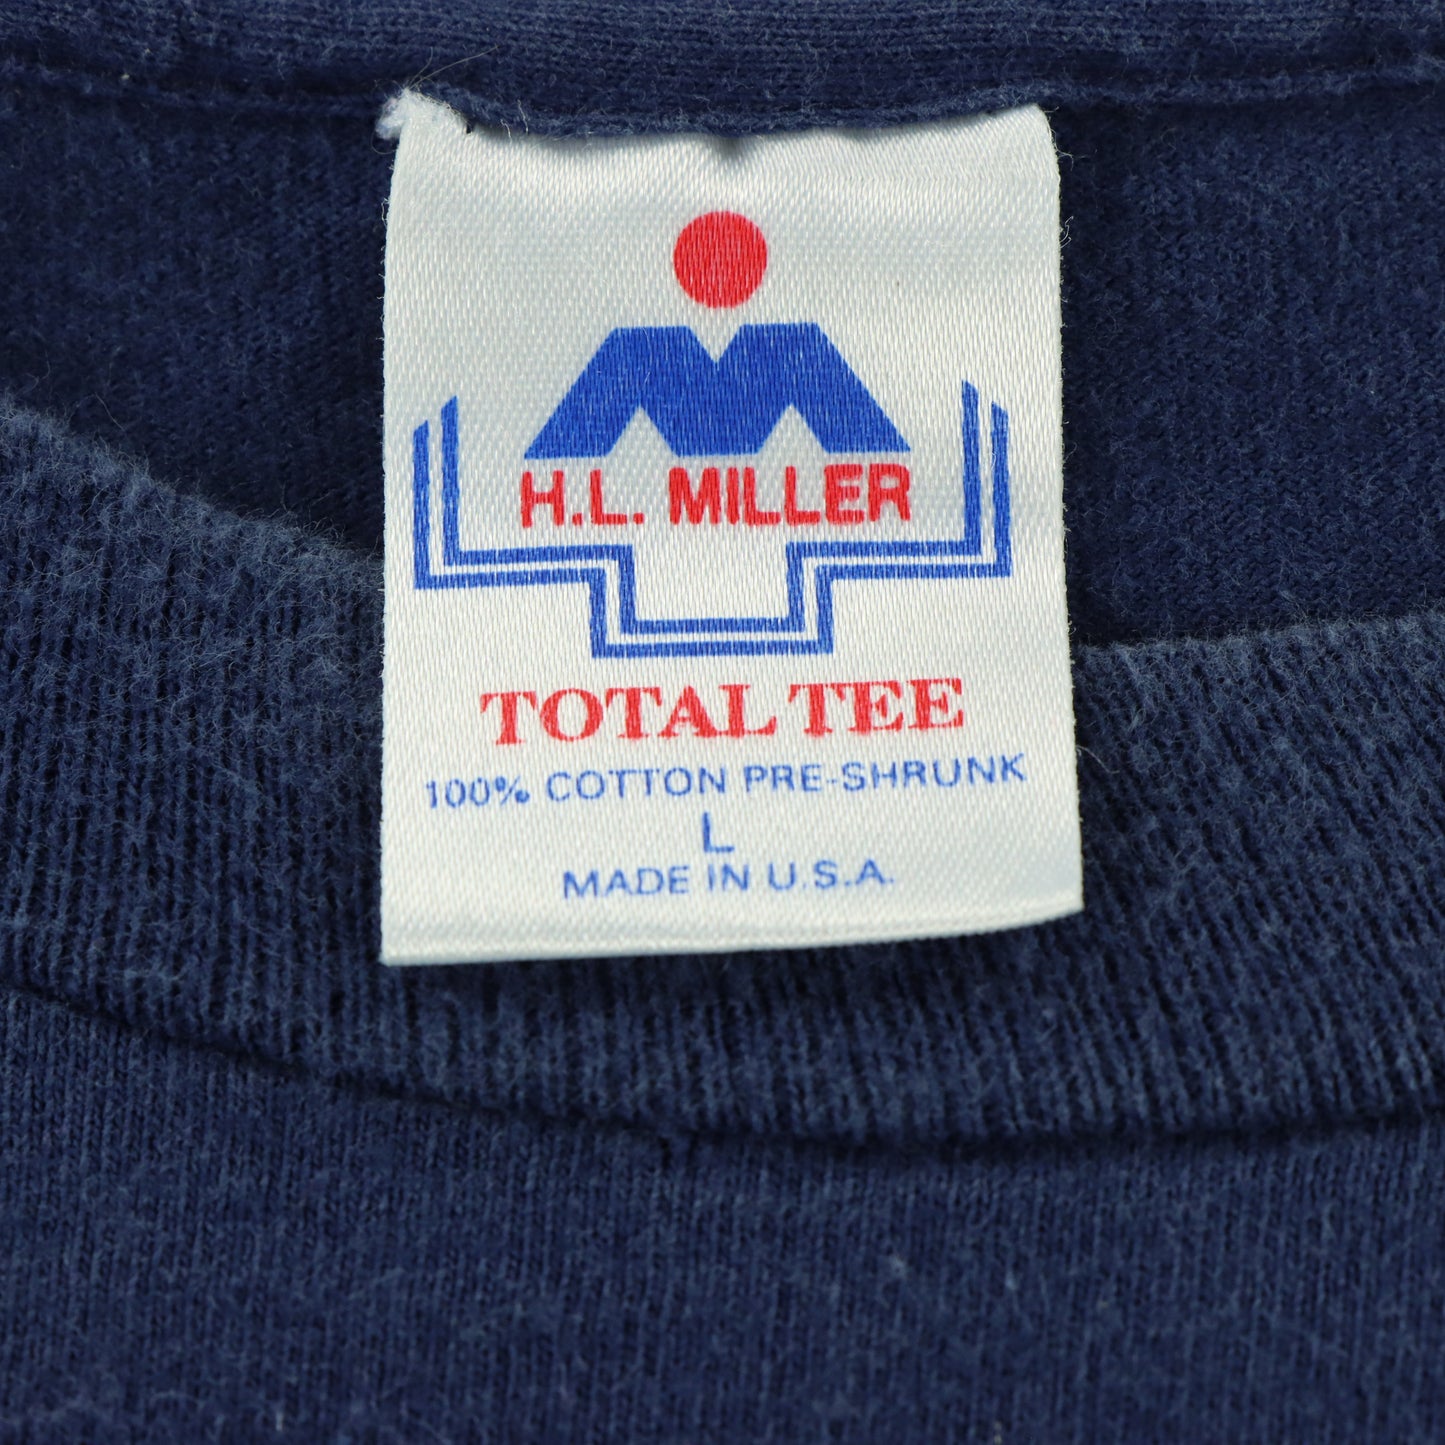 H.L. MILLER
TOTAL TEE
100% COTTON PRE-SHRUNK
L
MADE IN U.S.A.